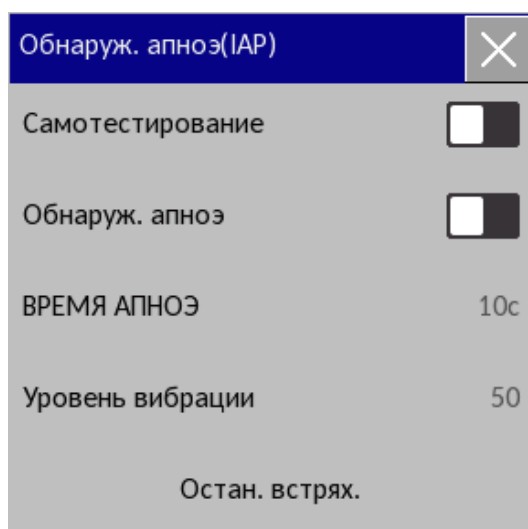 Обнаруж. апноэ(IAP)
Самотестирование
Обнаруж. апноэ
ВРЕМЯ АПНОЭ 10с
Уровень вибрации 50
Остан. встрях.